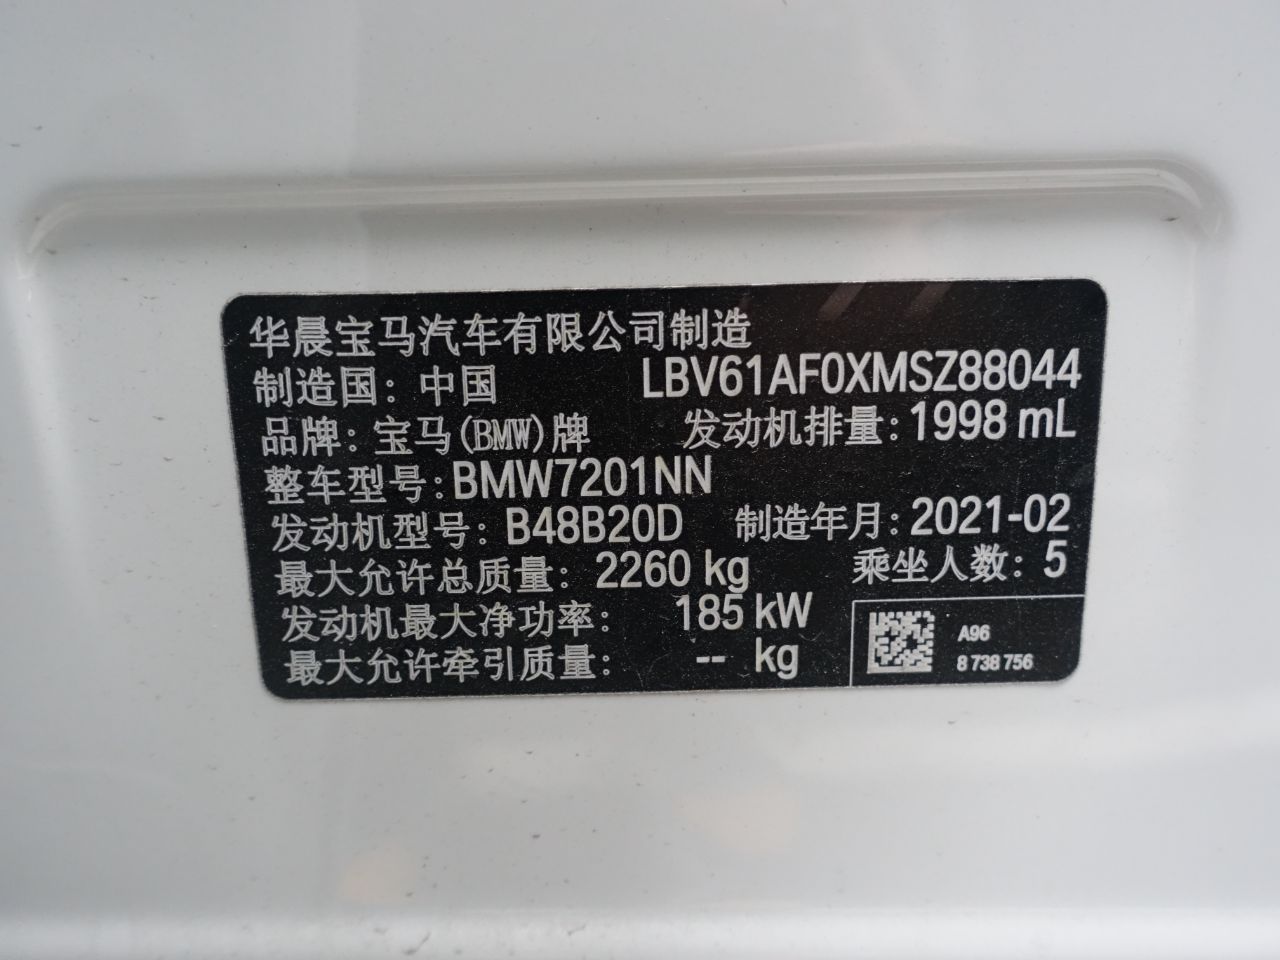 华晨宝马汽车有限公司制造
制造国：中国 LBV61AF0XMSZ88044
品牌：宝马(BMW)牌 发动机排量：1998 mL
整车型号：BMW7201NN
发动机型号：B48B20D 制造年月：2021-02
最大允许总质量：2260 kg 乘坐人数：5
发动机最大净功率：185 kW
最大允许牵引质量：-- kg
A96
8 738 756